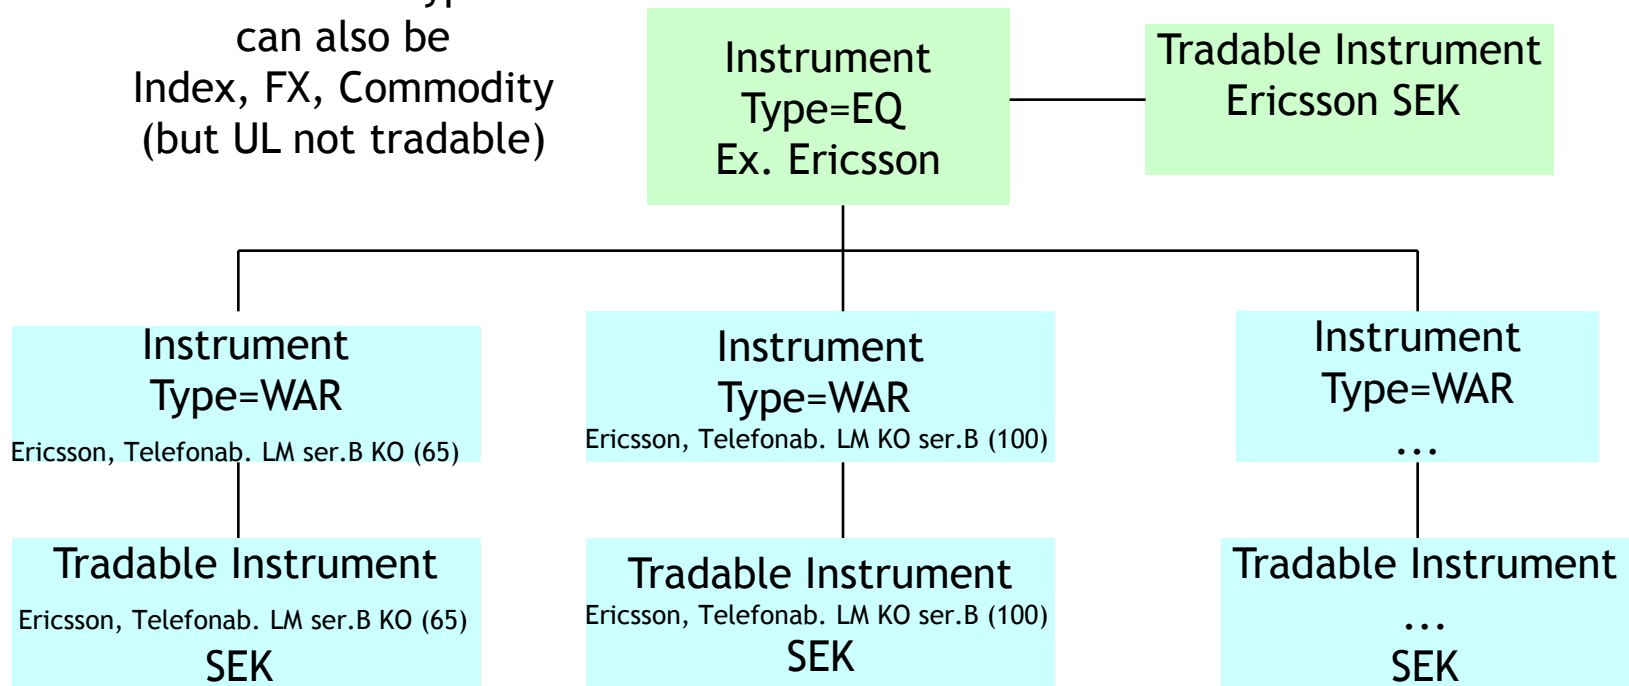 can also be
Index, FX, Commodity
(but UL not tradable)
Instrument
Type=EQ
Ex. Ericsson
Tradable Instrument
Ericsson SEK
Instrument
Type=WAR
Ericsson, Telefonab. LM ser.B KO (65)
Instrument
Type=WAR
Ericsson, Telefonab. LM KO ser.B (100)
Instrument
Type=WAR
...
Tradable Instrument
Ericsson, Telefonab. LM ser.B KO (65)
SEK
Tradable Instrument
Ericsson, Telefonab. LM KO ser.B (100)
SEK
Tradable Instrument
...
SEK